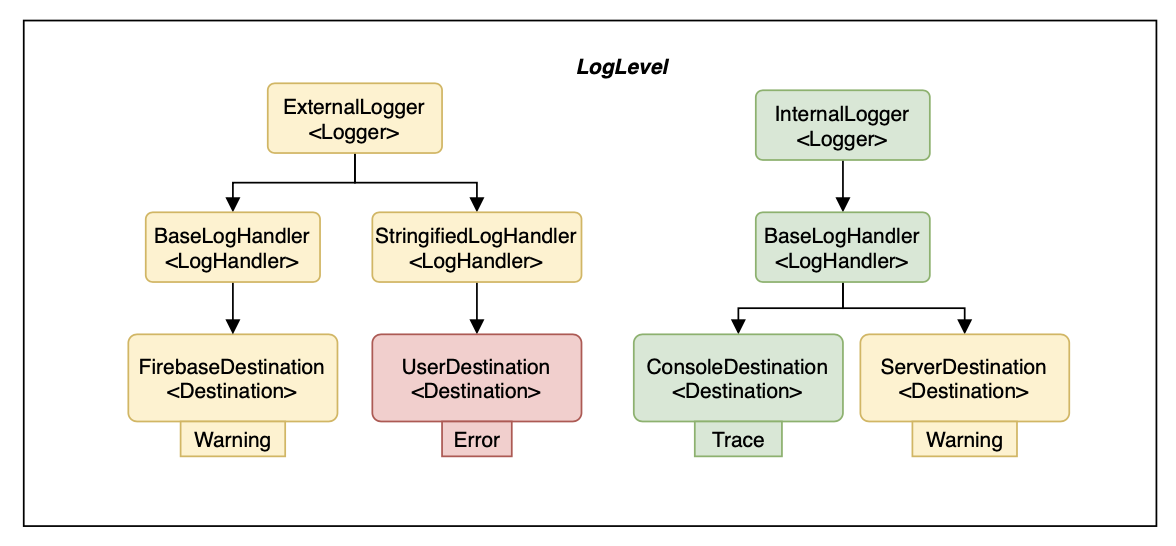 LogLevel
ExternalLogger
<Logger>
InternalLogger
<Logger>
BaseLogHandler
<LogHandler>
StringifiedLogHandler
<LogHandler>
BaseLogHandler
<LogHandler>
FirebaseDestination
<Destination>
Warning
UserDestination
<Destination>
Error
ConsoleDestination
<Destination>
Trace
ServerDestination
<Destination>
Warning